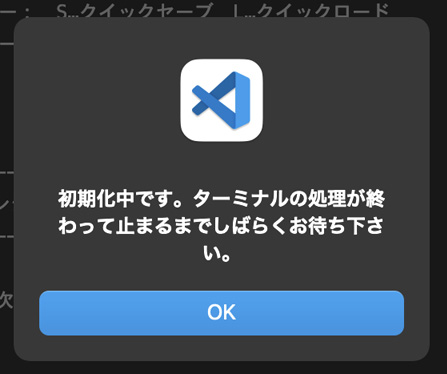 ー： S...クイックセーブ L...クイックロード
初期化中です。ターミナルの処理が終
わって止まるまでしばらくお待ち下さ
い。
OK
次